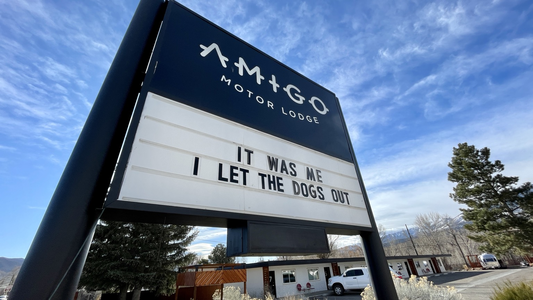 AMIGO
MOTOR LODGE
IT WAS ME
I LET THE DOGS OUT